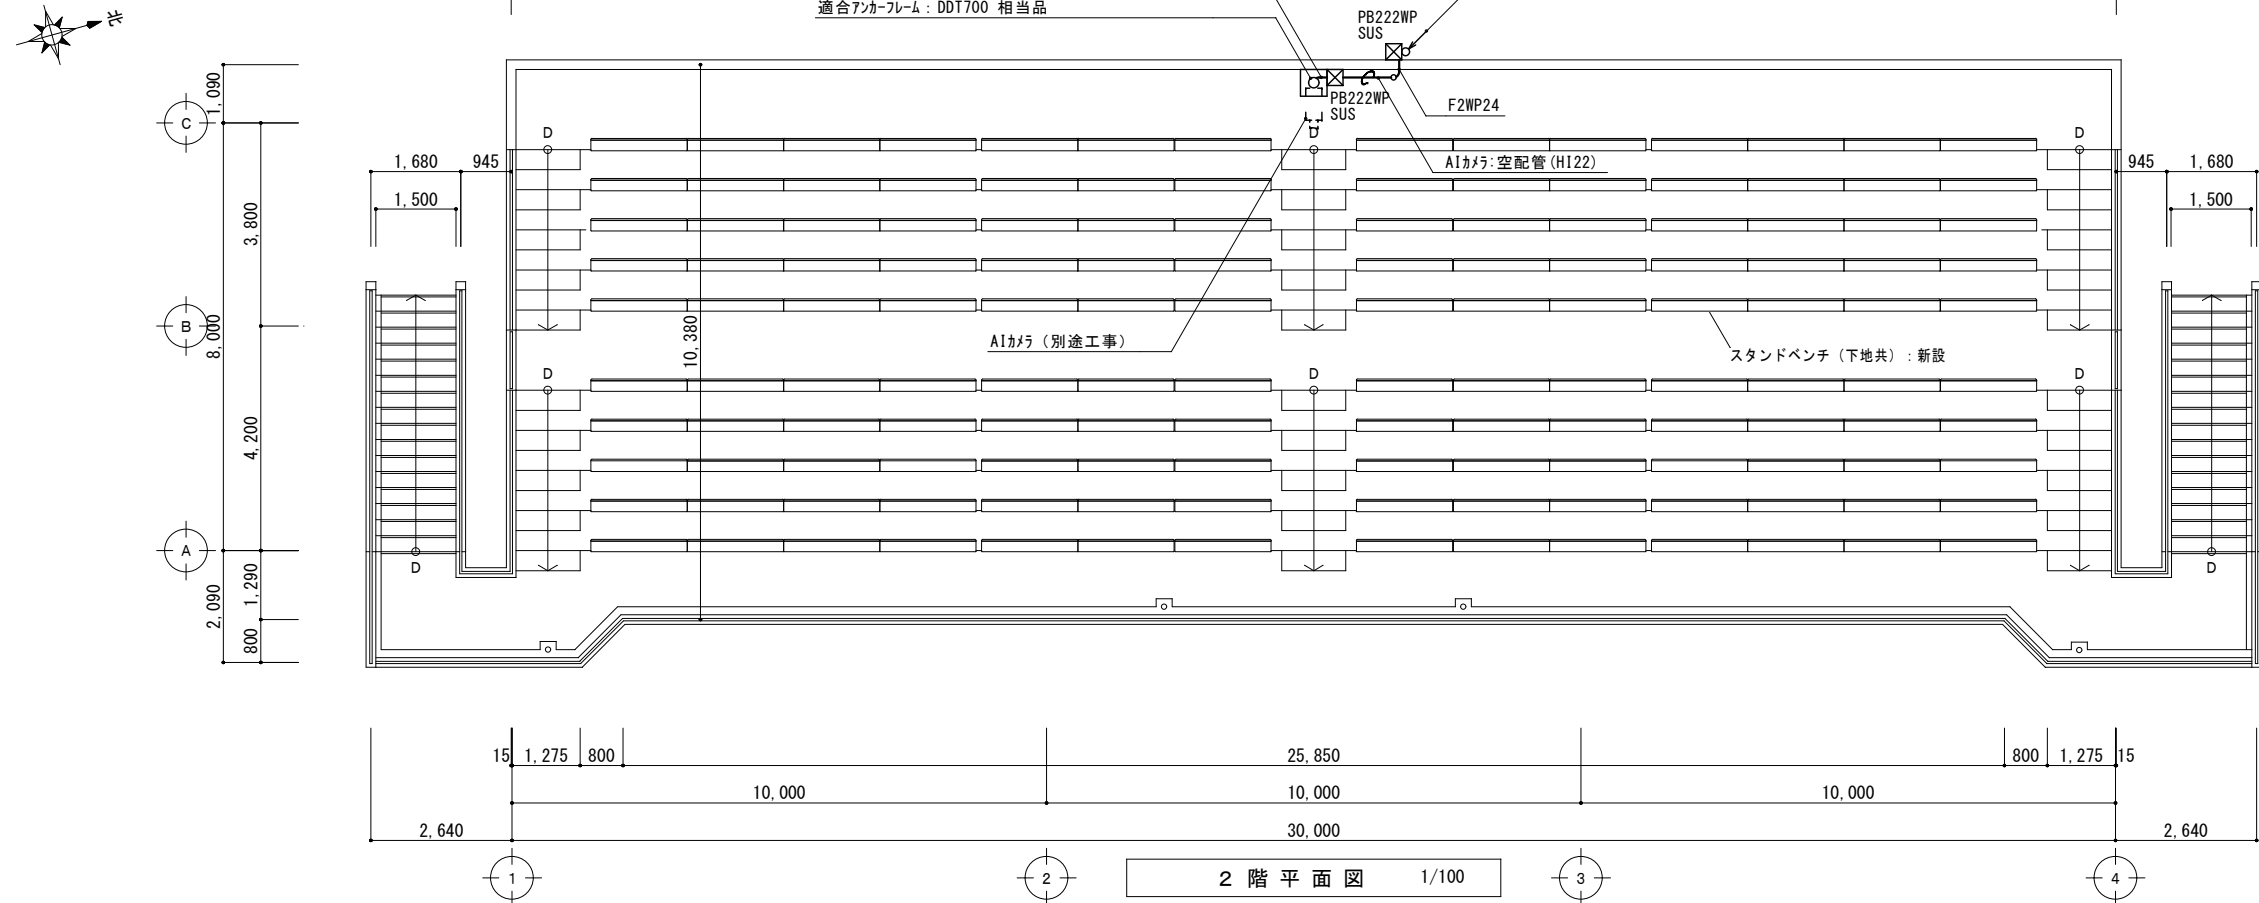 北
適合アンカーフレーム：DDT700 相当品
PB222WP
SUS
PB222WP
SUS
F2WP24
AIカメラ:空配管(HI22)
1,090
C
D
D
D
1,680
945
945
1,680
1,500
1,500
3,800
B
8,000
10,380
AIカメラ（別途工事）
スタンドベンチ（下地共）：新設
D
D
D
4,200
A
D
D
1,290
2,090
800
15
1,275
800
25,850
800
1,275
15
10,000
10,000
10,000
2,640
30,000
2,640
1
2
2階平面図 1/100
3
4